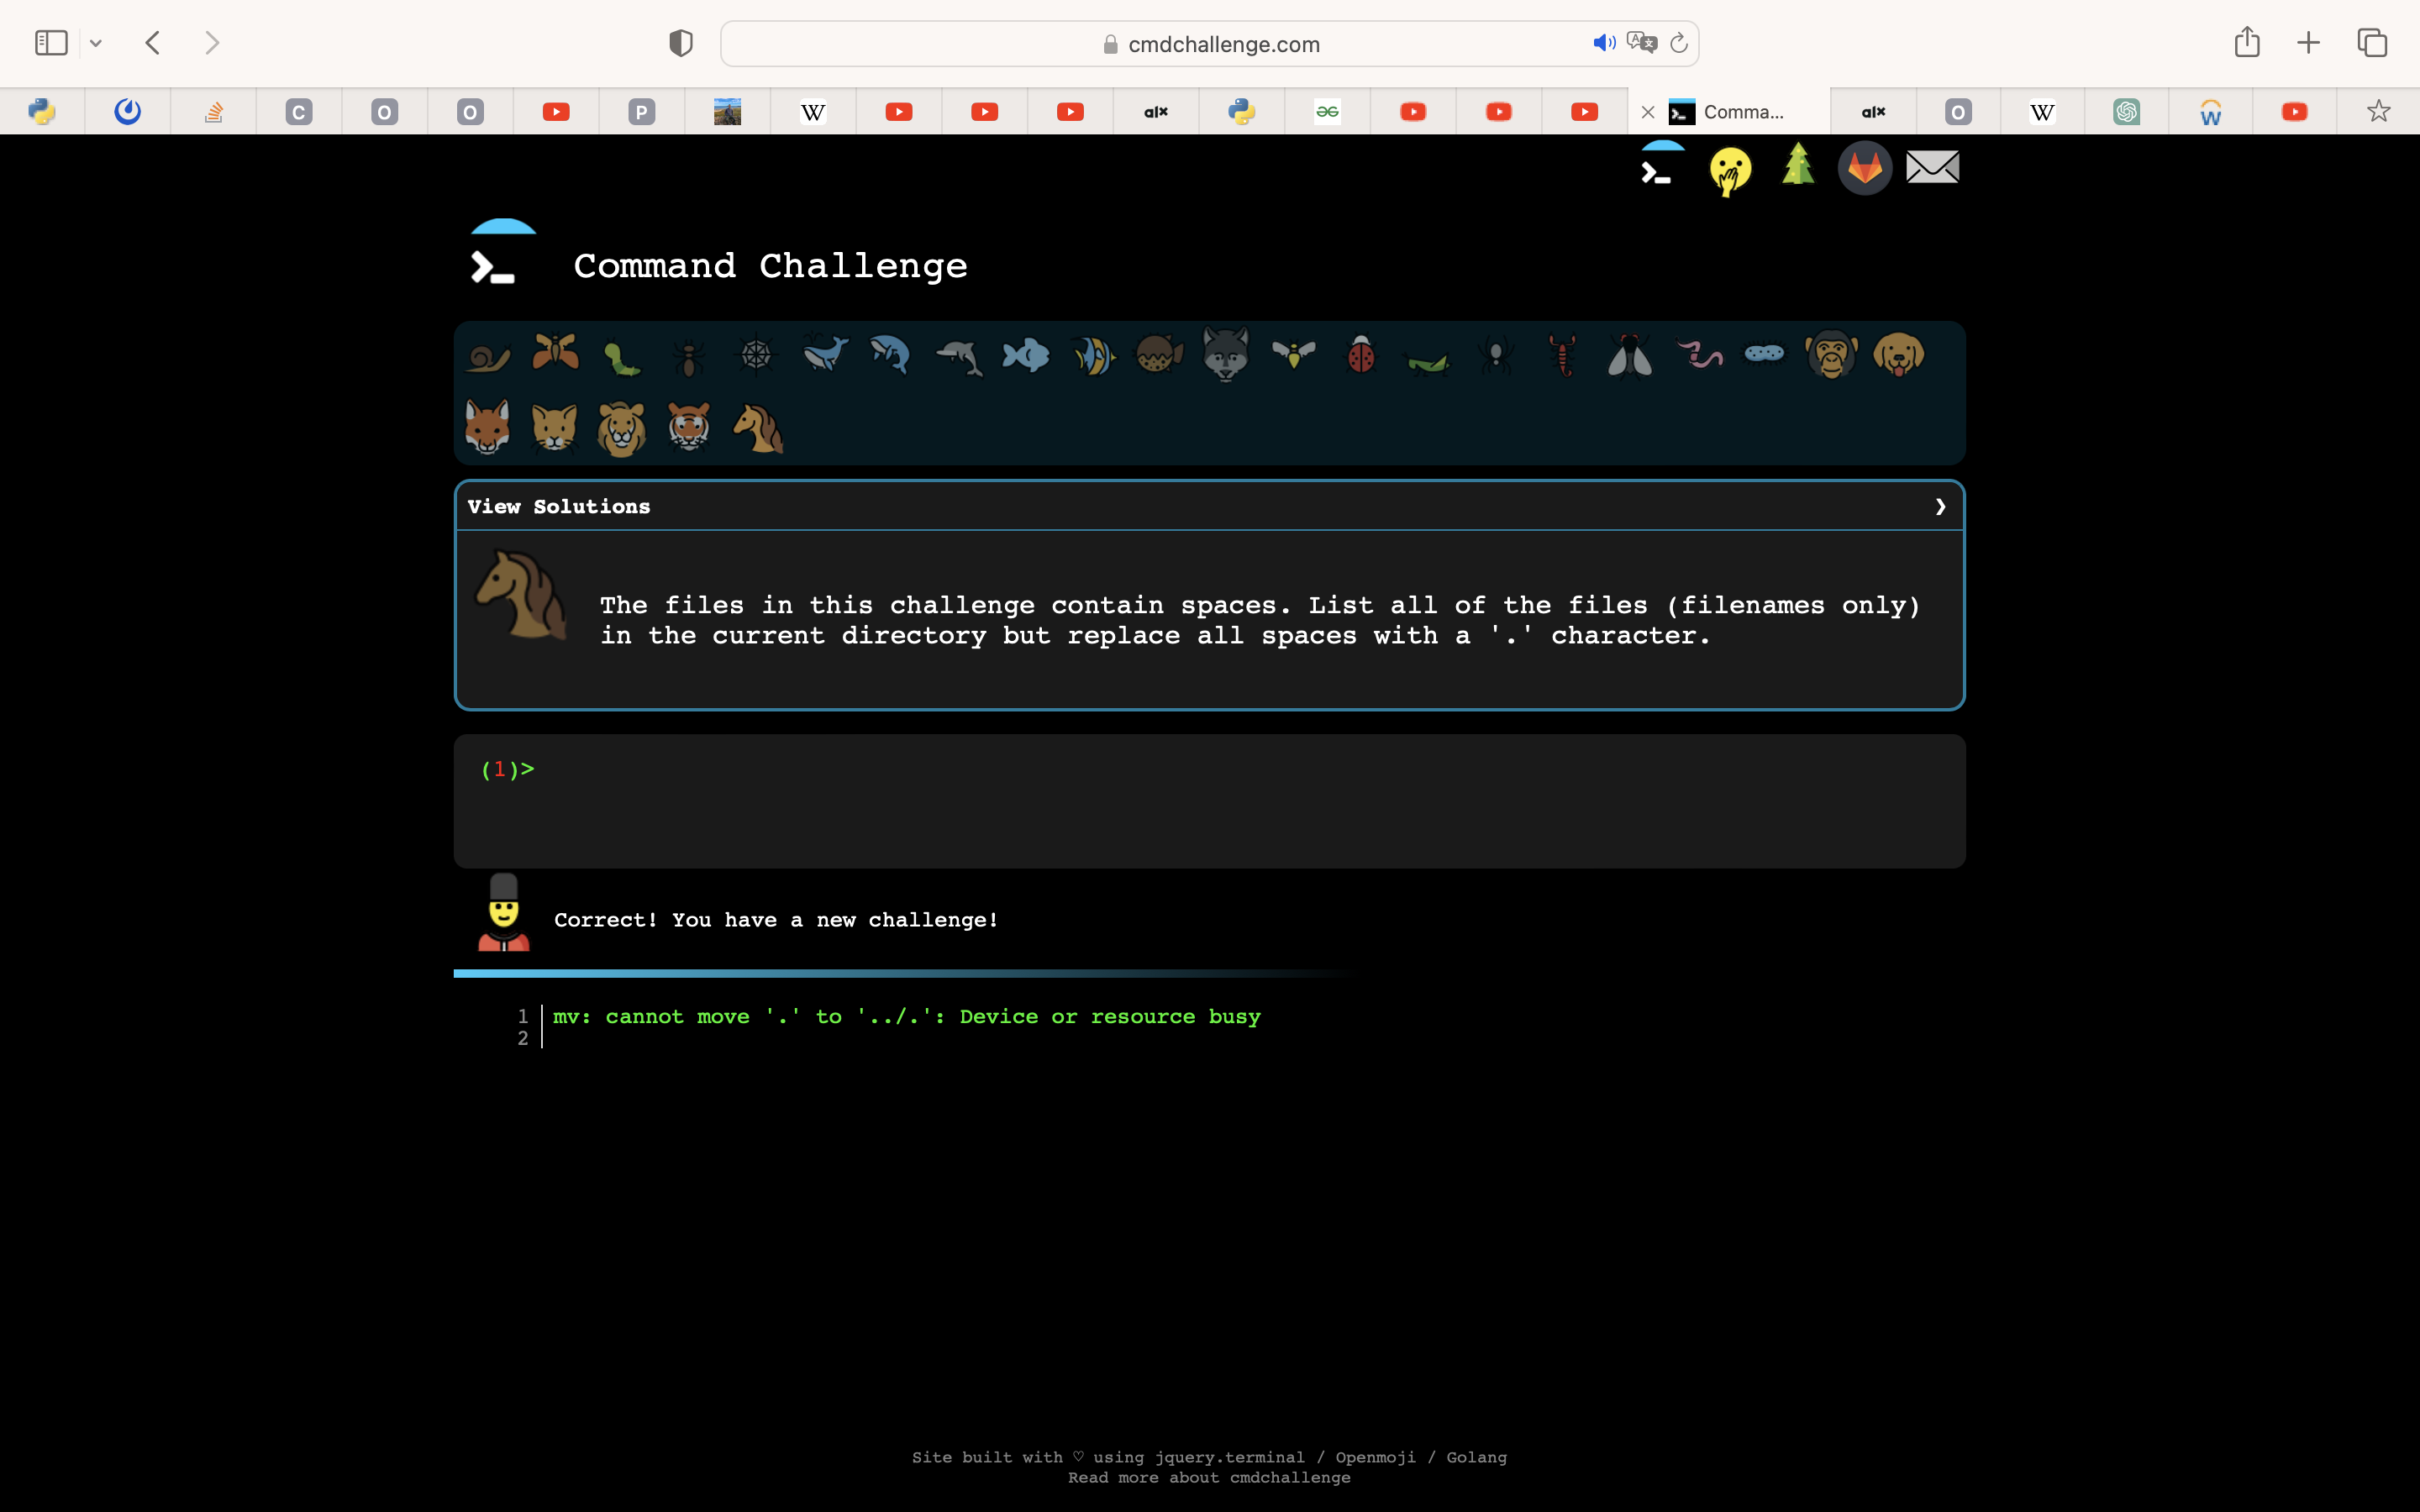 cmdchallenge.com
C
O
O
P
W
alx
Comma...
alx
O
W
W
Command Challenge
View Solutions
The files in this challenge contain spaces. List all of the files (filenames only)
in the current directory but replace all spaces with a '.' character.
(1)>
Correct! You have a new challenge!
1 mv: cannot move '.' to '../.': Device or resource busy
2
Site built with ♡ using jquery.terminal / Openmoji / Golang
Read more about cmdchallenge